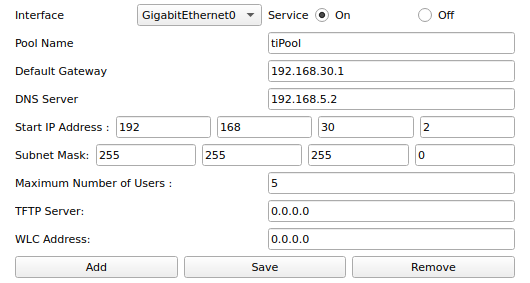 Interface GigabitEthernet0 Service On Off
Pool Name tiPool
Default Gateway 192.168.30.1
DNS Server 192.168.5.2
Start IP Address : 192 168 30 2
Subnet Mask: 255 255 255 0
Maximum Number of Users : 5
TFTP Server: 0.0.0.0
WLC Address: 0.0.0.0
Add Save Remove